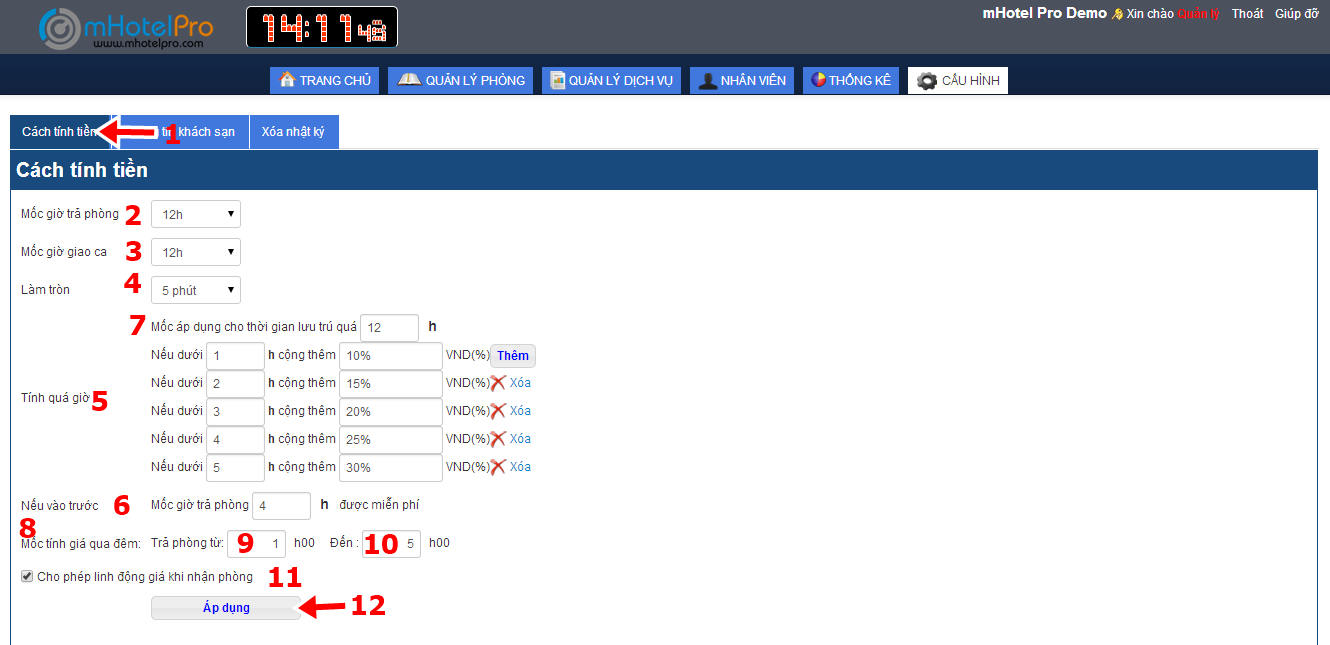 mHotelPro
www.mhotelpro.com
14:11 43
mHotel Pro Demo Xin chào Quản lý Thoát Giúp đỡ
TRANG CHỦ QUẢN LÝ PHÒNG QUẢN LÝ DỊCH VỤ NHÂN VIÊN THỐNG KÊ CẤU HÌNH
Cách tính tiền 1 tin khách sạn Xóa nhật ký
Cách tính tiền
Mốc giờ trả phòng 2 12h
Mốc giờ giao ca 3 12h
Làm tròn 4 5 phút
7 Mốc áp dụng cho thời gian lưu trú quá 12 h
Nếu dưới 1 h cộng thêm 10% VND(%) Thêm
Nếu dưới 2 h cộng thêm 15% VND(%) Xóa
Tính quá giờ 5
Nếu dưới 3 h cộng thêm 20% VND(%) Xóa
Nếu dưới 4 h cộng thêm 25% VND(%) Xóa
Nếu dưới 5 h cộng thêm 30% VND(%) Xóa
Nếu vào trước 6 Mốc giờ trả phòng 4 h được miễn phí
8
Mốc tính giá qua đêm: Trả phòng từ: 9 1 h00 Đến : 10 5 h00
Cho phép linh động giá khi nhận phòng 11
Áp dụng 12